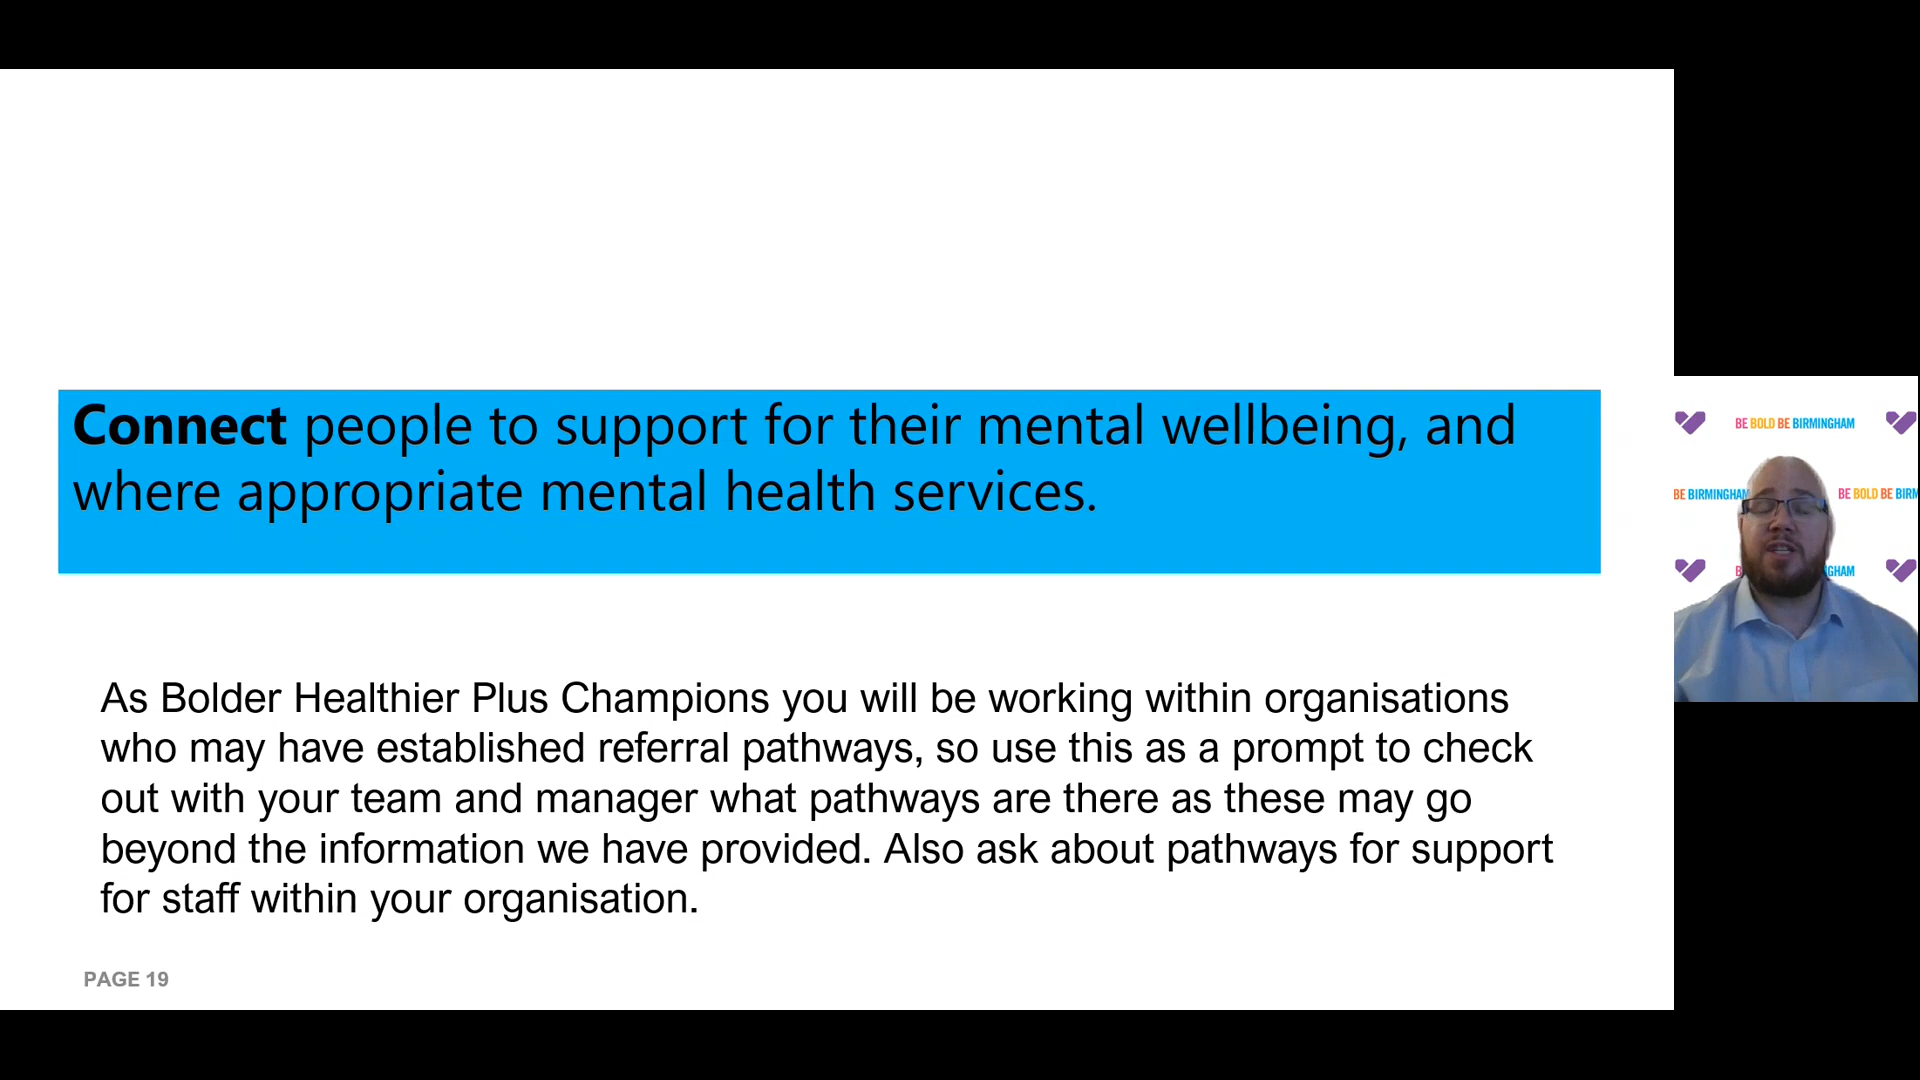 Connect people to support for their mental wellbeing, and
where appropriate mental health services.
As Bolder Healthier Plus Champions you will be working within organisations
who may have established referral pathways, so use this as a prompt to check
out with your team and manager what pathways are there as these may go
beyond the information we have provided. Also ask about pathways for support
for staff within your organisation.
PAGE 19
BE BOLD BE BIRMINGHAM
BE BIRMINGHAM
BE BOLD BE BIRM